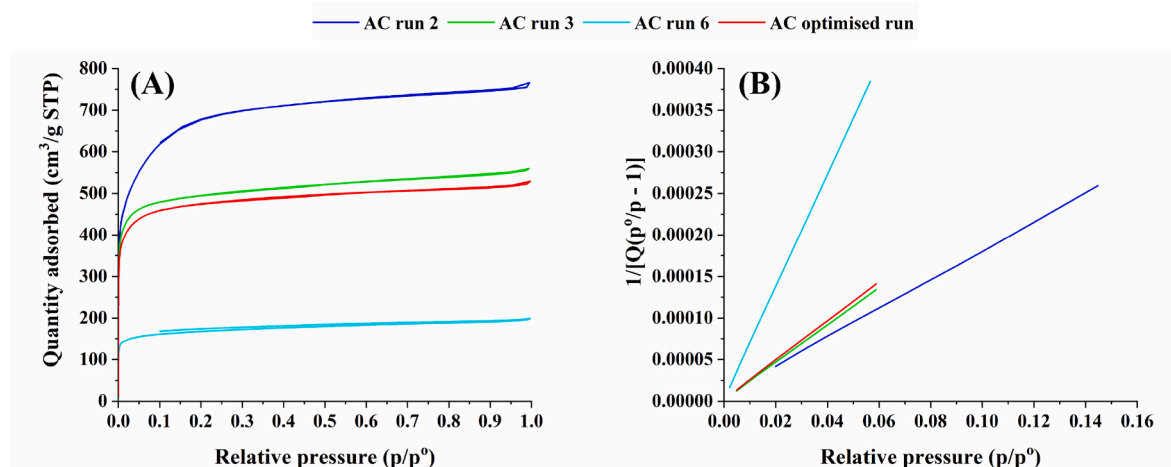 AC run 2 AC run 3 AC run 6 AC optimised run
(A)
Quantity adsorbed (cm³/g STP)
800
700
600
500
400
300
200
100
0
0.0 0.1 0.2 0.3 0.4 0.5 0.6 0.7 0.8 0.9 1.0
Relative pressure (p/pº)
(B)
1/[Q(pº/p - 1)]
0.00040
0.00035
0.00030
0.00025
0.00020
0.00015
0.00010
0.00005
0.00000
0.00 0.02 0.04 0.06 0.08 0.10 0.12 0.14 0.16
Relative pressure (p/pº)